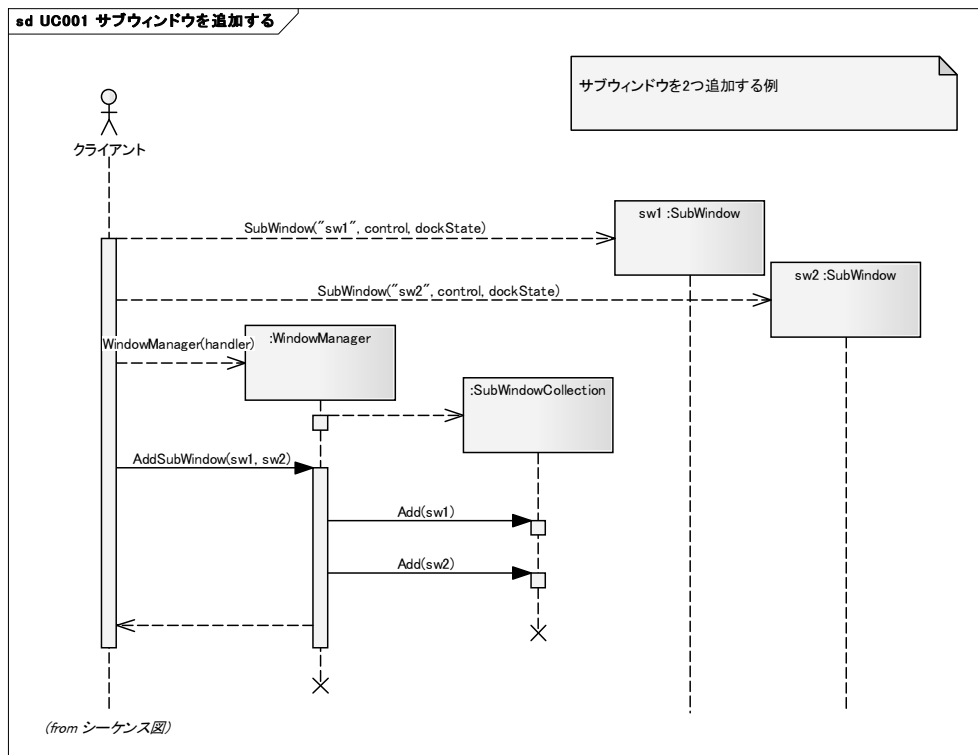 sd UC001 サブウィンドウを追加する
サブウィンドウを2つ追加する例
クライアント
sw1 :SubWindow
SubWindow("sw1", control, dockState)
sw2 :SubWindow
SubWindow("sw2", control, dockState)
:WindowManager
WindowManager(handler)
:SubWindowCollection
AddSubWindow(sw1, sw2)
Add(sw1)
Add(sw2)
(from シーケンス図)